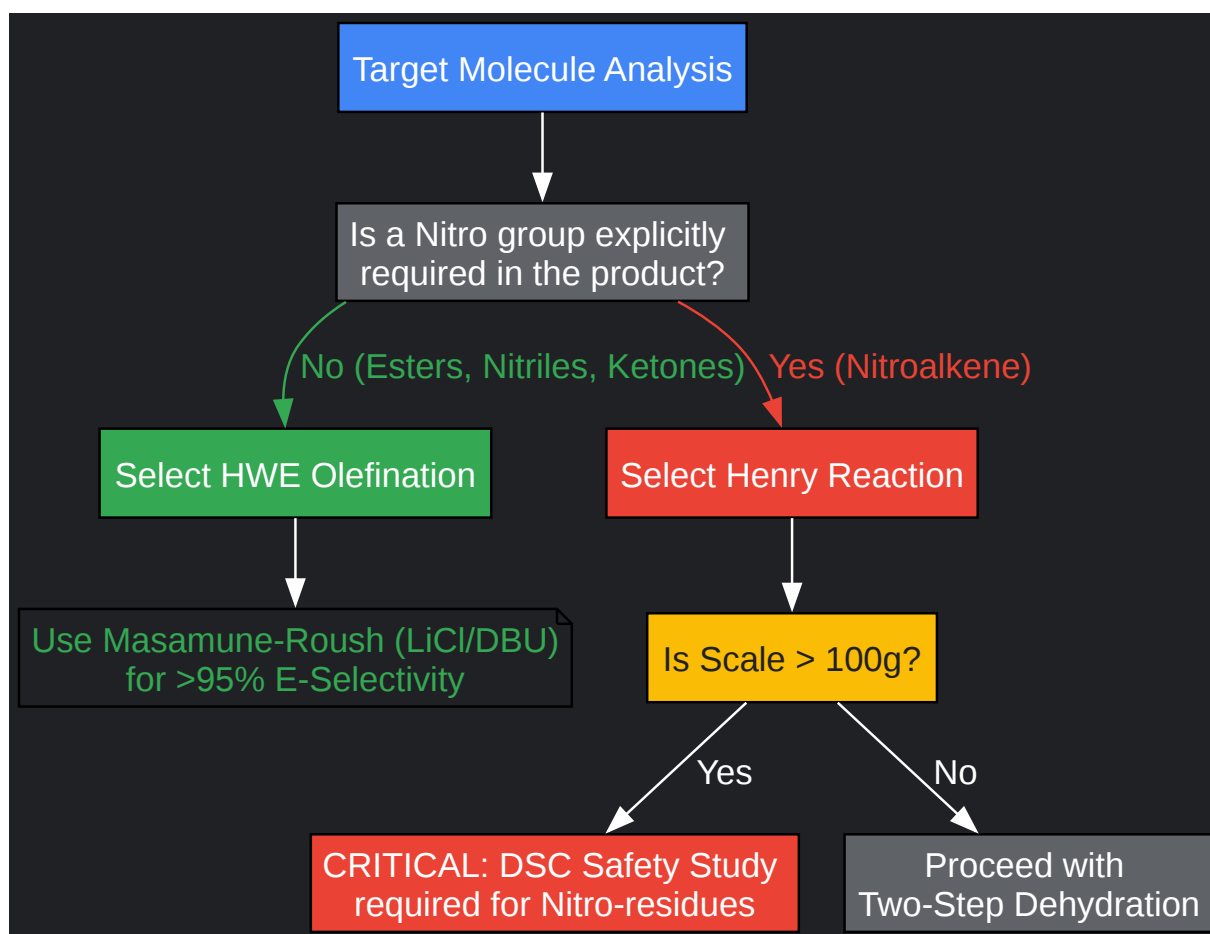 Target Molecule Analysis
Is a Nitro group explicitly
required in the product?
No (Esters, Nitriles, Ketones)
Yes (Nitroalkene)
Select HWE Olefination
Select Henry Reaction
Use Masamune-Roush (LiCl/DBU)
for >95% E-Selectivity
Is Scale > 100g?
Yes
No
CRITICAL: DSC Safety Study
required for Nitro-residues
Proceed with
Two-Step Dehydration